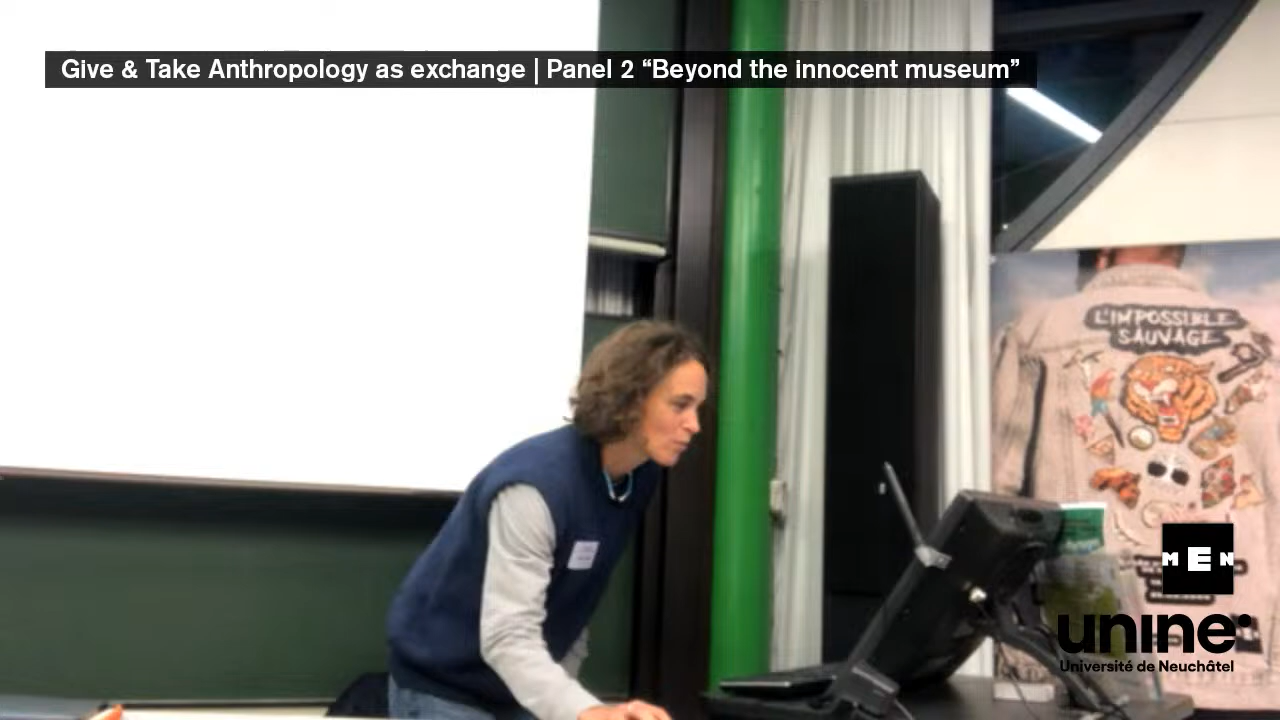 Give & Take Anthropology as exchange | Panel 2 “Beyond the innocent museum”
L'IMPOSSIBLE
SAUVAGE
MEN
unine:
Université de Neuchâtel